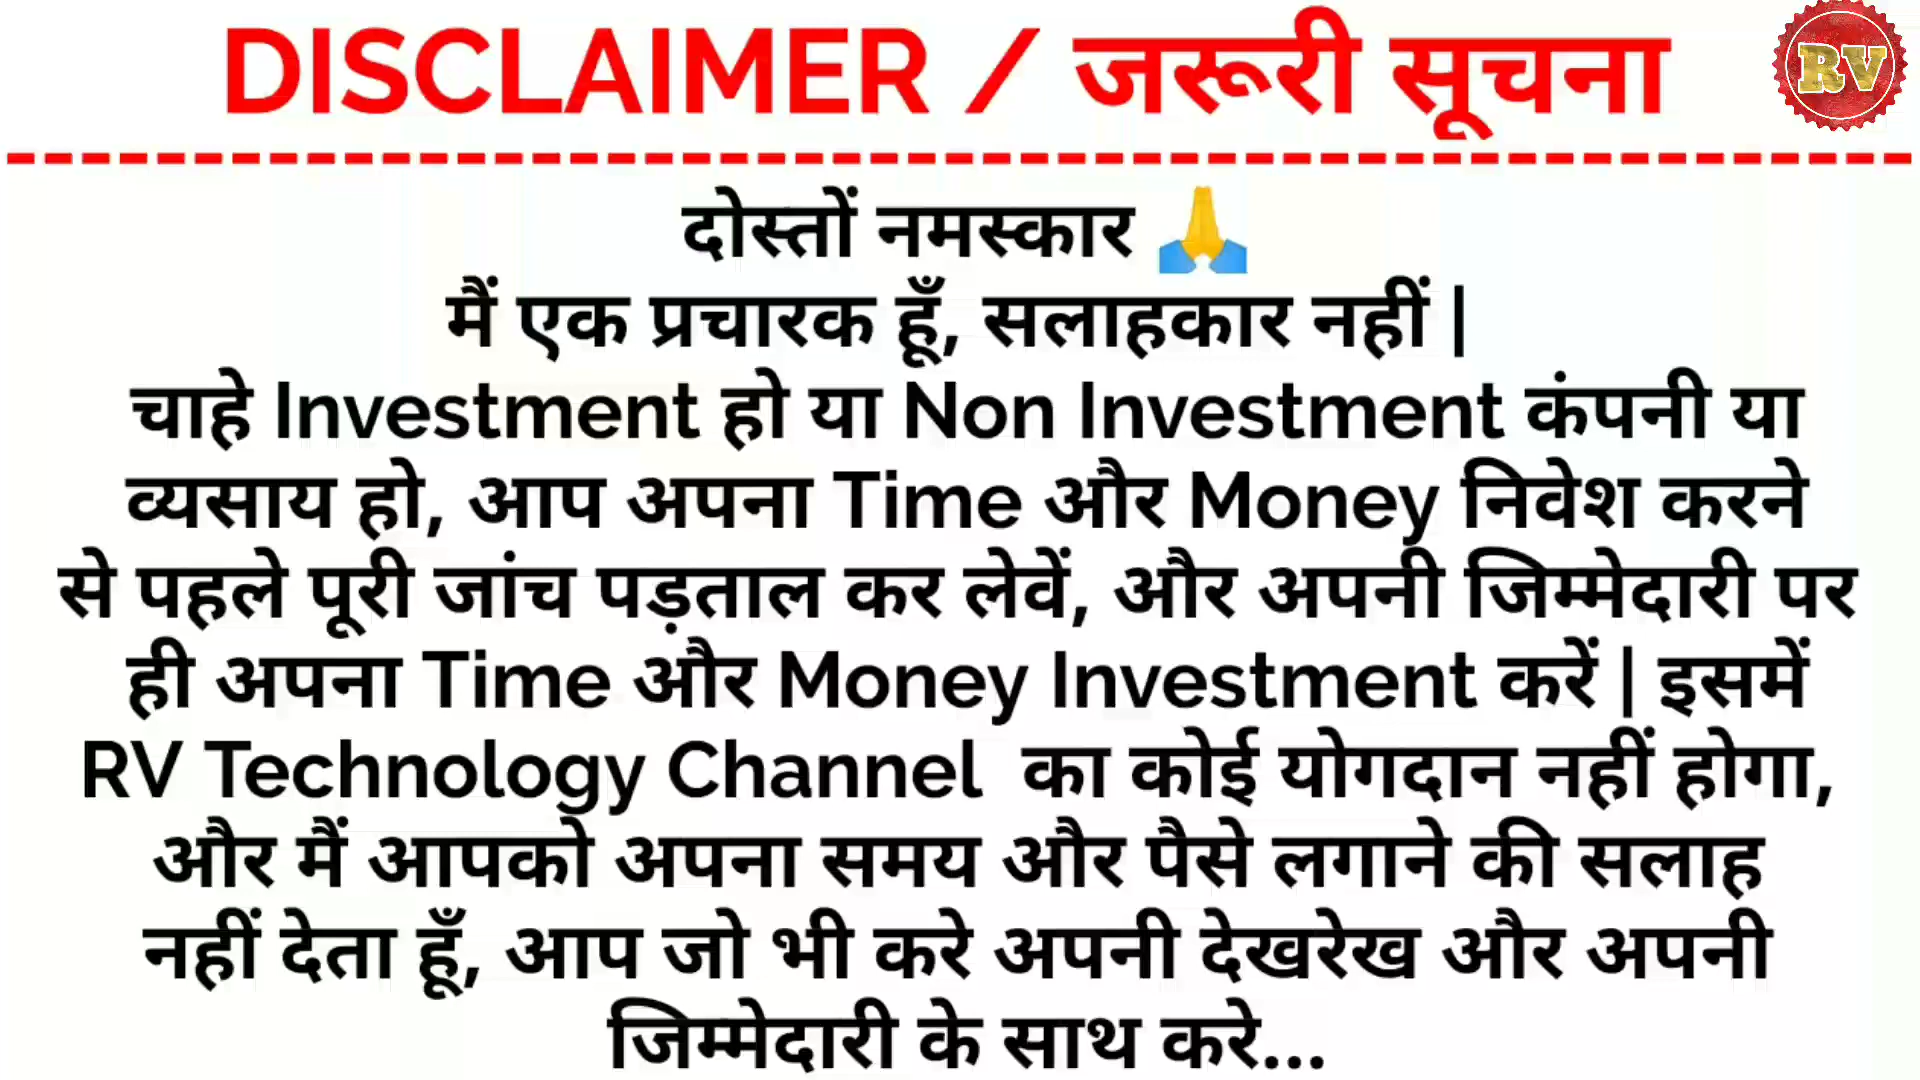 DISCLAIMER / जरूरी सूचना
RV
दोस्तों नमस्कार 🙏
मैं एक प्रचारक हूँ, सलाहकार नहीं |
चाहे Investment हो या Non Investment कंपनी या
व्यसाय हो, आप अपना Time और Money निवेश करने
से पहले पूरी जांच पड़ताल कर लेवें, और अपनी जिम्मेदारी पर
ही अपना Time और Money Investment करें | इसमें
RV Technology Channel का कोई योगदान नहीं होगा,
और मैं आपको अपना समय और पैसे लगाने की सलाह
नहीं देता हूँ, आप जो भी करे अपनी देखरेख और अपनी
जिम्मेदारी के साथ करे...